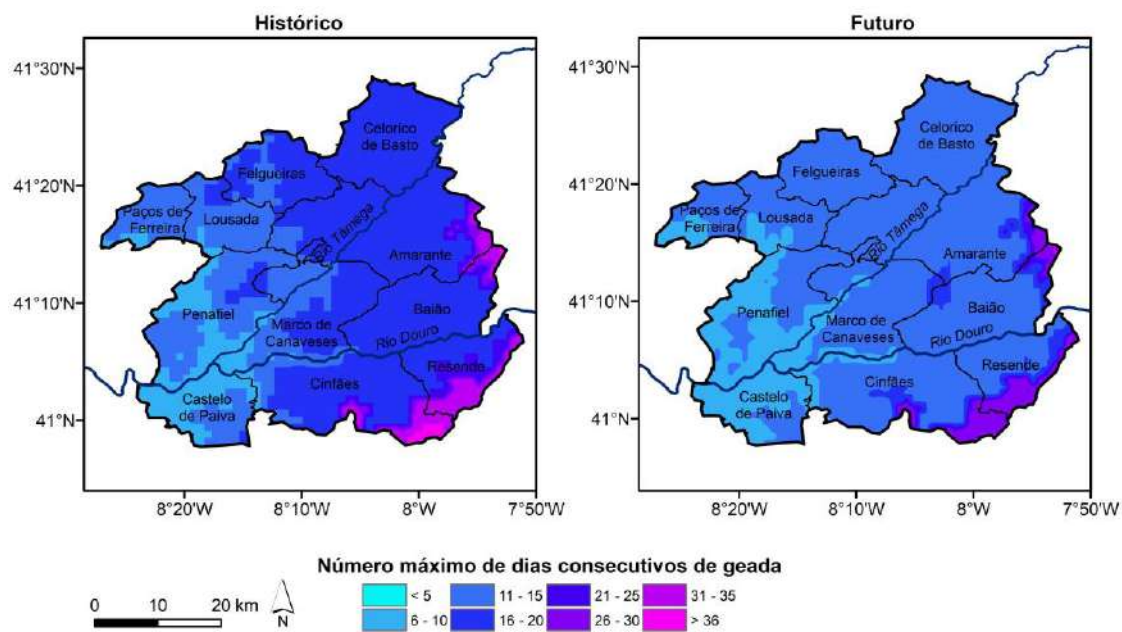 Histórico
Futuro
41°30'N
41°20'N
41°10'N
41°N
8°20'W
8°10'W
8°W
7°50'W
Celorico
de Basto
Felgueiras
Paços de
Ferreira
Lousada
Rio Tâmega
Amarante
Penafiel
Baião
Marco de
Canaveses
Rio Douro
Resende
Cinfães
Castelo
de Paiva
41°30'N
41°20'N
41°10'N
41°N
8°20'W
8°10'W
8°W
7°50'W
Celorico
de Basto
Felgueiras
Paços de
Ferreira
Lousada
Rio Tâmega
Amarante
Penafiel
Baião
Marco de
Canaveses
Rio Douro
Resende
Cinfães
Castelo
de Paiva
Número máximo de dias consecutivos de geada
0 10 20 km
N
< 5
11 - 15
21 - 25
31 - 35
6 - 10
16 - 20
26 - 30
> 36